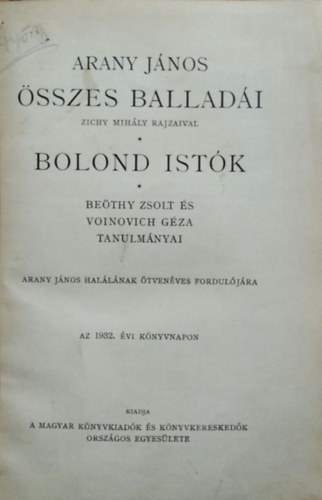 ARANY JÁNOS
ÖSSZES BALLADÁI
ZICHY MIHÁLY RAJZAIVAL
*
BOLOND ISTÓK
*
BEÖTHY ZSOLT ÉS
VOINOVICH GÉZA
TANULMÁNYAI
ARANY JÁNOS HALÁLÁNAK ÖTVENÉVES FORDULÓJÁRA
AZ 1932. ÉVI KÖNYVNAPON
KIADJA
A MAGYAR KÖNYVKIADÓK ÉS KÖNYVKERESKEDŐK
ORSZÁGOS EGYESÜLETE